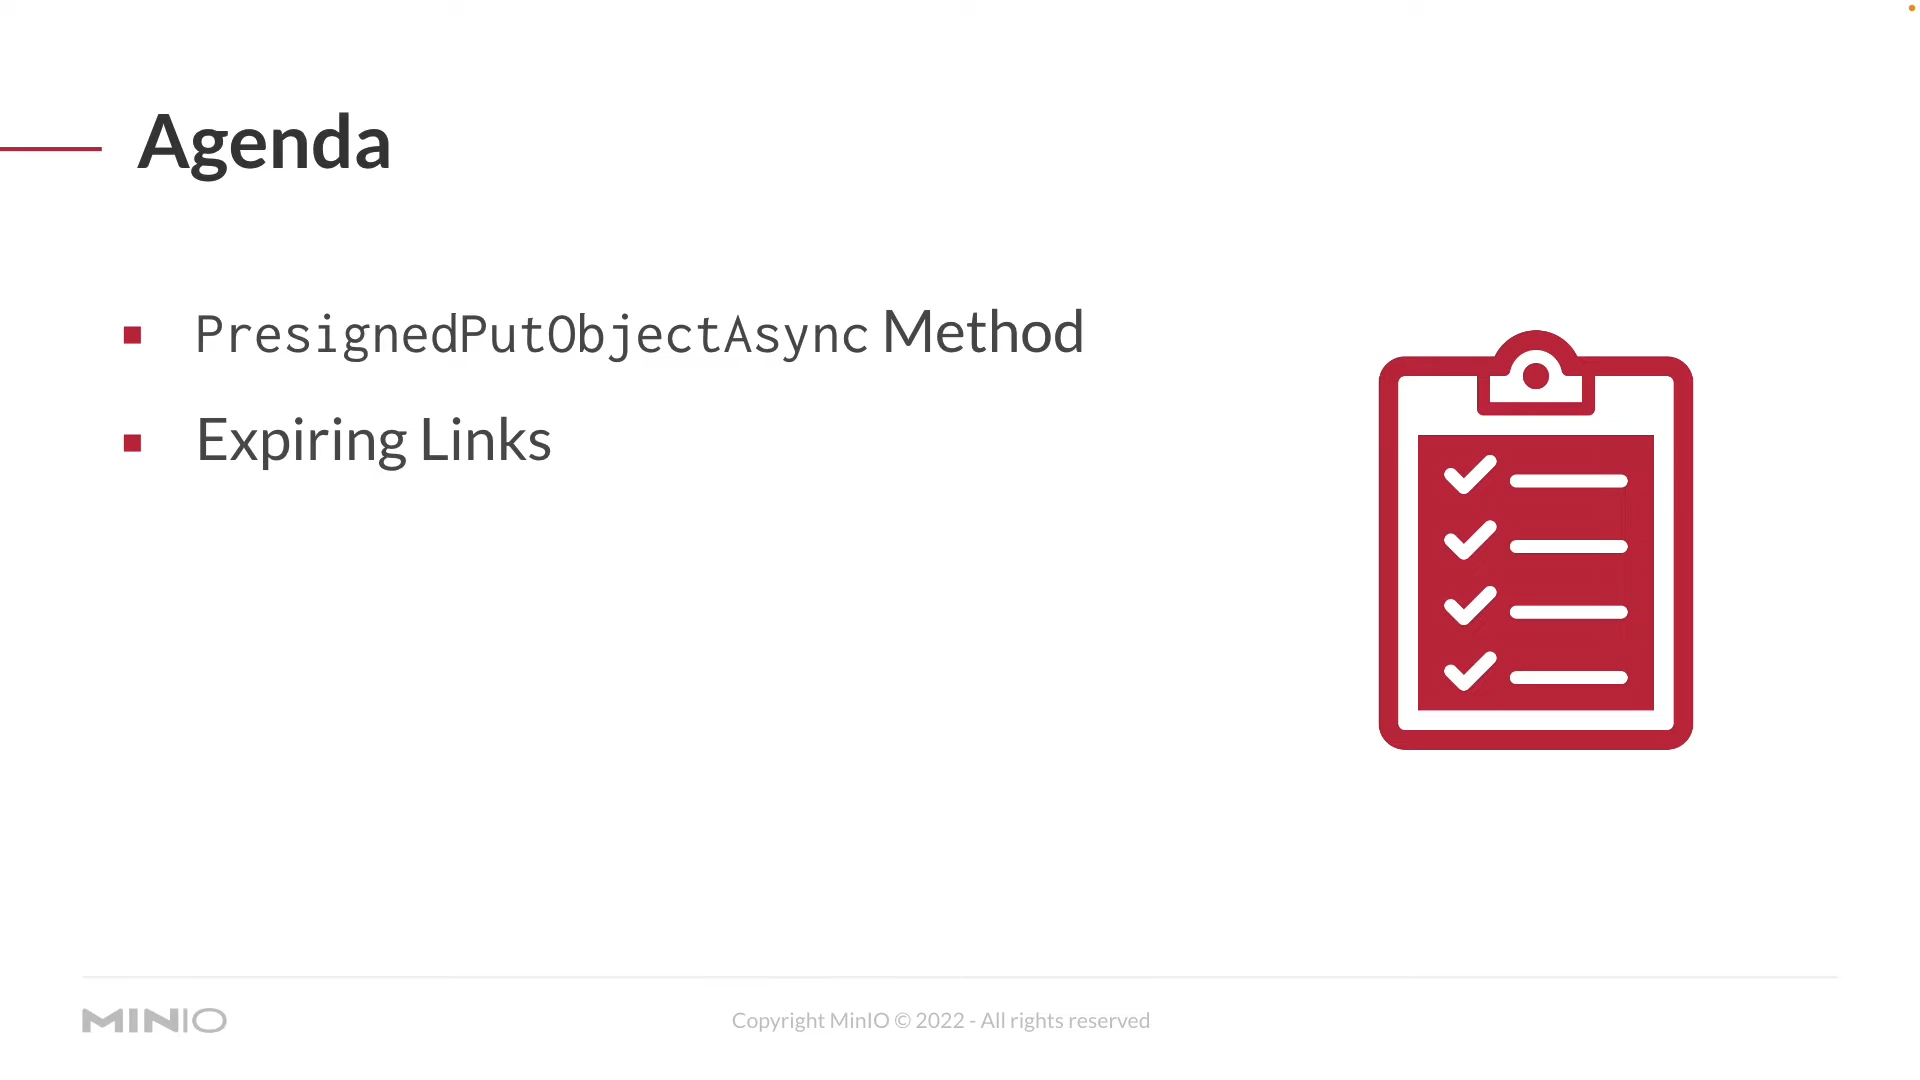 Agenda
PresignedPutObjectAsync Method
Expiring Links
MINIO
Copyright MinIO © 2022 - All rights reserved